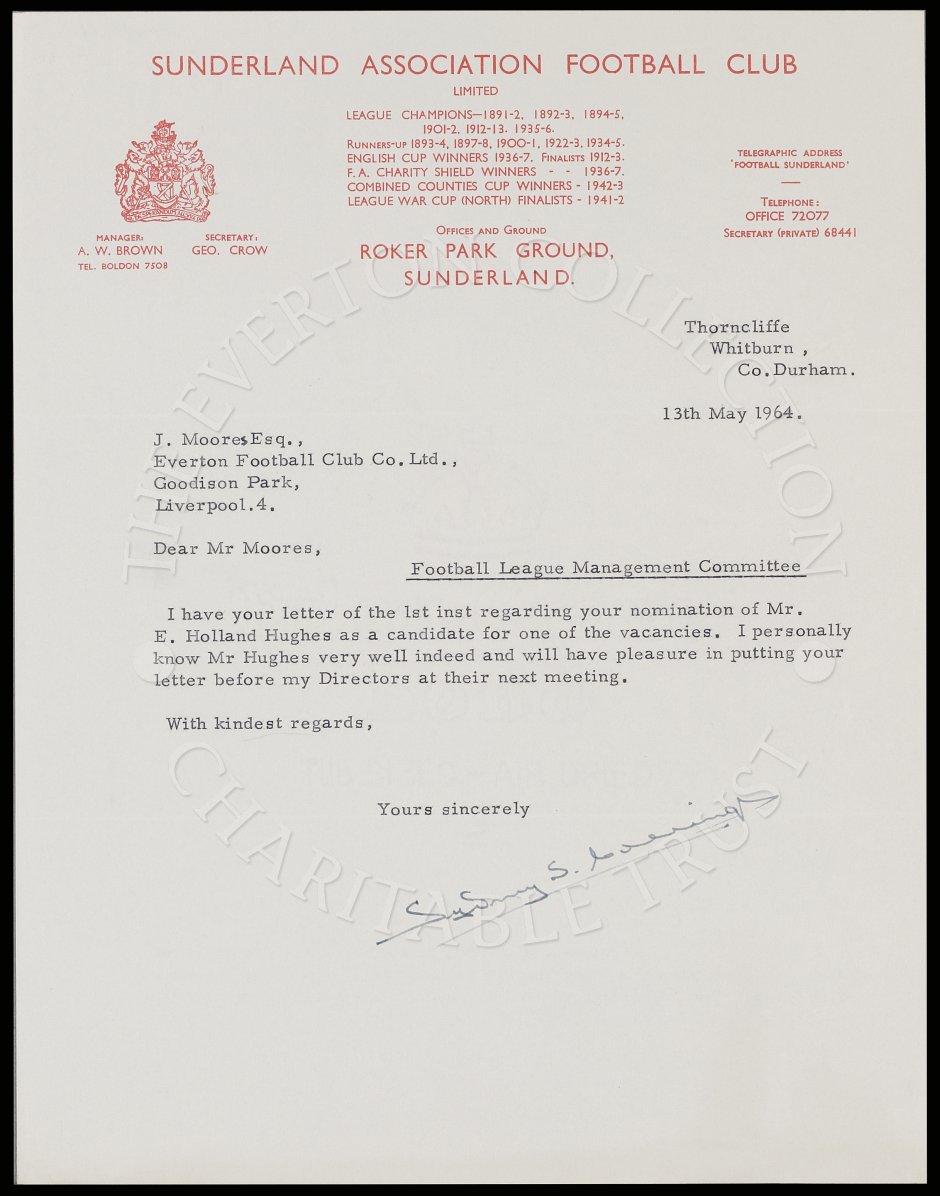 SUNDERLAND ASSOCIATION FOOTBALL CLUB
LIMITED
LEAGUE CHAMPIONS—1891-2, 1892-3, 1894-5,
1901-2, 1912-13. 1935-6.
RUNNERS-UP 1893-4, 1897-8, 1900-1, 1922-3, 1934-5.
ENGLISH CUP WINNERS 1936-7. FINALISTS 1912-3.
F.A. CHARITY SHIELD WINNERS - - 1936-7.
COMBINED COUNTIES CUP WINNERS - 1942-3
LEAGUE WAR CUP (NORTH) FINALISTS - 1941-2
TELEGRAPHIC ADDRESS
'FOOTBALL SUNDERLAND'
TELEPHONE:
OFFICE 72077
SECRETARY (PRIVATE) 68441
MANAGER:
A. W. BROWN
TEL. BOLDON 7508
SECRETARY:
GEO. CROW
OFFICES AND GROUND
ROKER PARK GROUND,
SUNDERLAND.
Thorncliffe
Whitburn ,
Co.Durham.
13th May 1964.
J. Moores Esq.,
Everton Football Club Co.Ltd.,
Goodison Park,
Liverpool.4.
Dear Mr Moores,
Football League Management Committee
I have your letter of the 1st inst regarding your nomination of Mr.
E. Holland Hughes as a candidate for one of the vacancies. I personally
know Mr Hughes very well indeed and will have pleasure in putting your
letter before my Directors at their next meeting.
With kindest regards,
Yours sincerely
Sydney S.
THE EVERTON COLLECTION
CHARITABLE TRUST